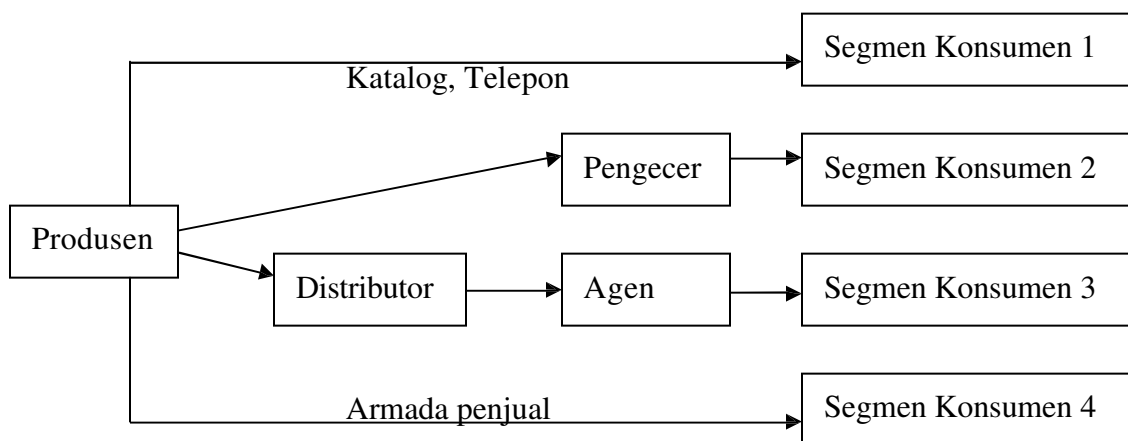 Segmen Konsumen 1
Katalog, Telepon
Pengecer
Segmen Konsumen 2
Produsen
Distributor
Agen
Segmen Konsumen 3
Armada penjual
Segmen Konsumen 4